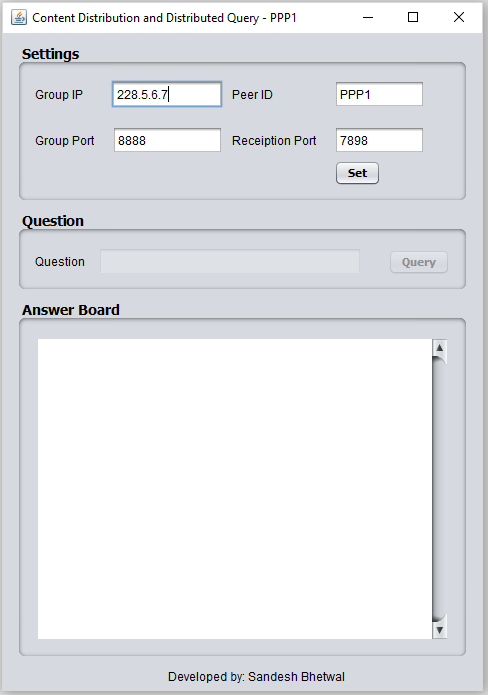 Content Distribution and Distributed Query - PPP1
Settings
Group IP 228.5.6.7 Peer ID PPP1
Group Port 8888 Receiption Port 7898
Set
Question
Question Query
Answer Board
Developed by: Sandesh Bhetwal